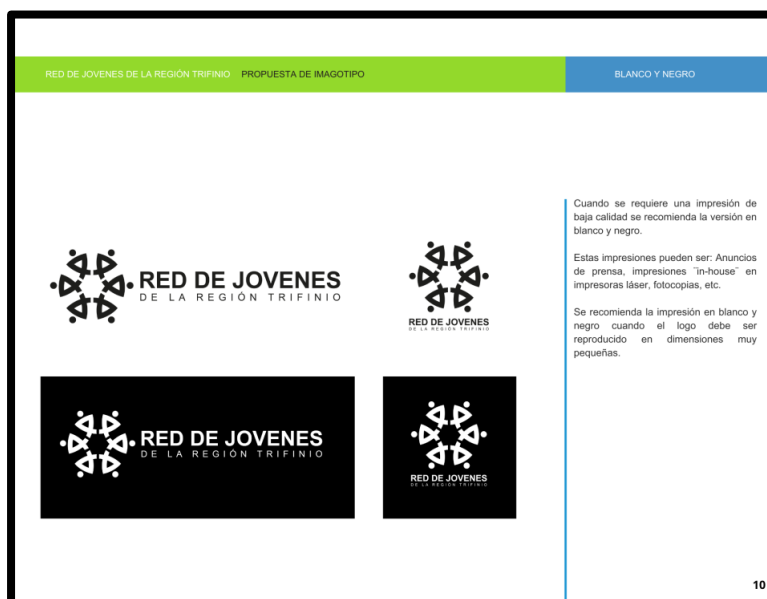 RED DE JOVENES DE LA REGIÓN TRIFINIO PROPUESTA DE IMAGOTIPO
BLANCO Y NEGRO
RED DE JOVENES
DE LA REGIÓN TRIFINIO
RED DE JOVENES
DE LA REGIÓN TRIFINIO
RED DE JOVENES
DE LA REGIÓN TRIFINIO
RED DE JOVENES
DE LA REGIÓN TRIFINIO
Cuando se requiere una impresión de
baja calidad se recomienda la versión en
blanco y negro.
Estas impresiones pueden ser: Anuncios
de prensa, impresiones ¨in-house¨ en
impresoras láser, fotocopias, etc.
Se recomienda la impresión en blanco y
negro cuando el logo debe ser
reproducido en dimensiones muy
pequeñas.
10